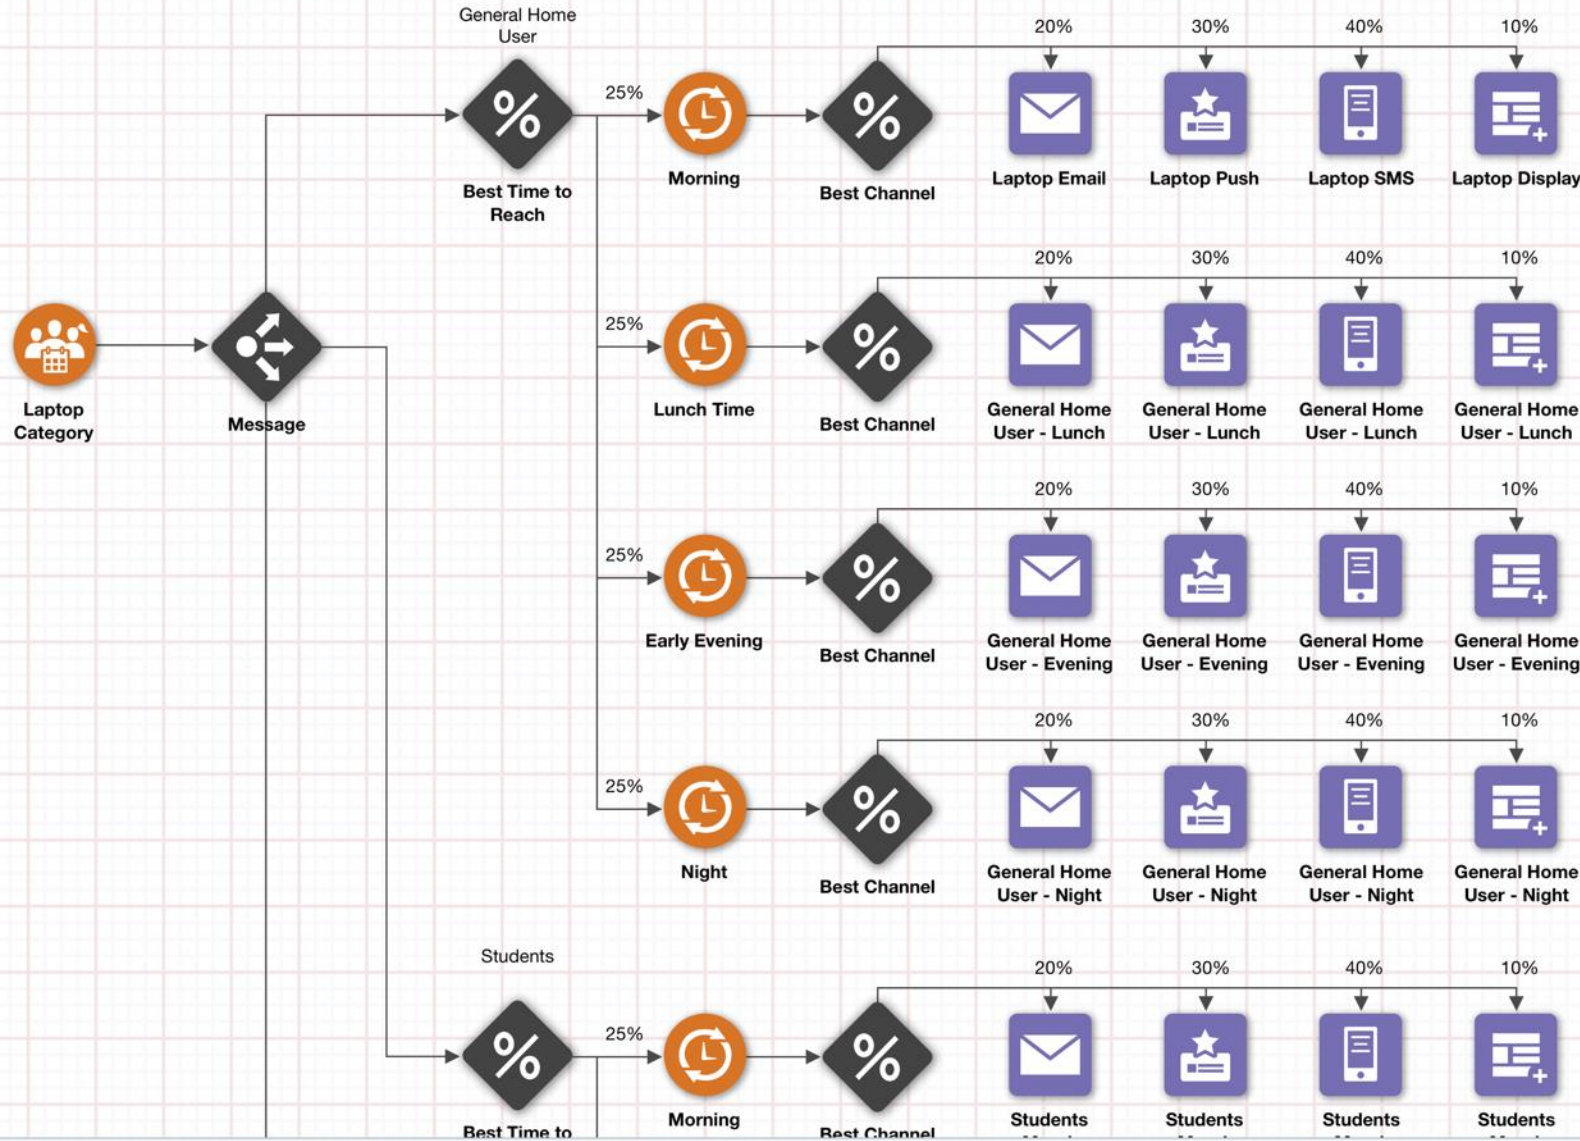 General Home
User
20%
30%
40%
10%
25%
Best Time to
Reach
Morning
Best Channel
Laptop Email
Laptop Push
Laptop SMS
Laptop Display
20%
30%
40%
10%
25%
Laptop
Category
Message
Lunch Time
Best Channel
General Home
User - Lunch
General Home
User - Lunch
General Home
User - Lunch
General Home
User - Lunch
20%
30%
40%
10%
25%
Early Evening
Best Channel
General Home
User - Evening
General Home
User - Evening
General Home
User - Evening
General Home
User - Evening
20%
30%
40%
10%
25%
Night
Best Channel
General Home
User - Night
General Home
User - Night
General Home
User - Night
General Home
User - Night
Students
20%
30%
40%
10%
25%
Best Time to
Morning
Best Channel
Students
Students
Students
Students